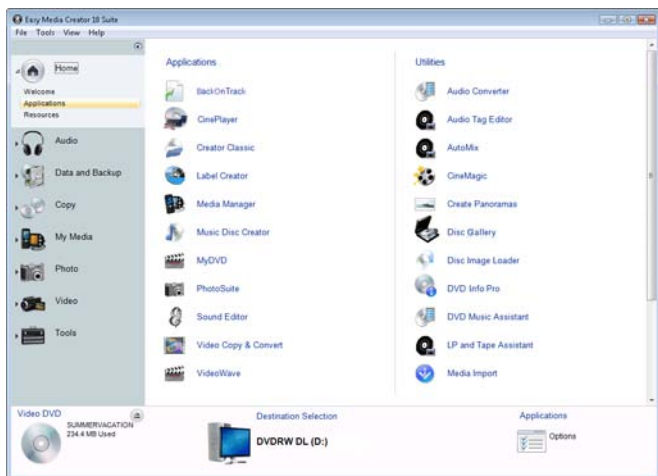 Easy Media Creator 10 Suite
File Tools View Help
Home
Welcome
Applications
Resources
Audio
Data and Backup
Copy
My Media
Photo
Video
Tools
Applications
BackOnTrack
CinePlayer
Creator Classic
Label Creator
Media Manager
Music Disc Creator
MyDVD
PhotoSuite
Sound Editor
Video Copy & Convert
VideoWave
Utilities
Audio Converter
Audio Tag Editor
AutoMix
CineMagic
Create Panoramas
Disc Gallery
Disc Image Loader
DVD Info Pro
DVD Music Assistant
LP and Tape Assistant
Media Import
Video DVD
SUMMERVACATION
234.4 MB Used
Destination Selection
DVDRW DL (D:)
Applications
Options